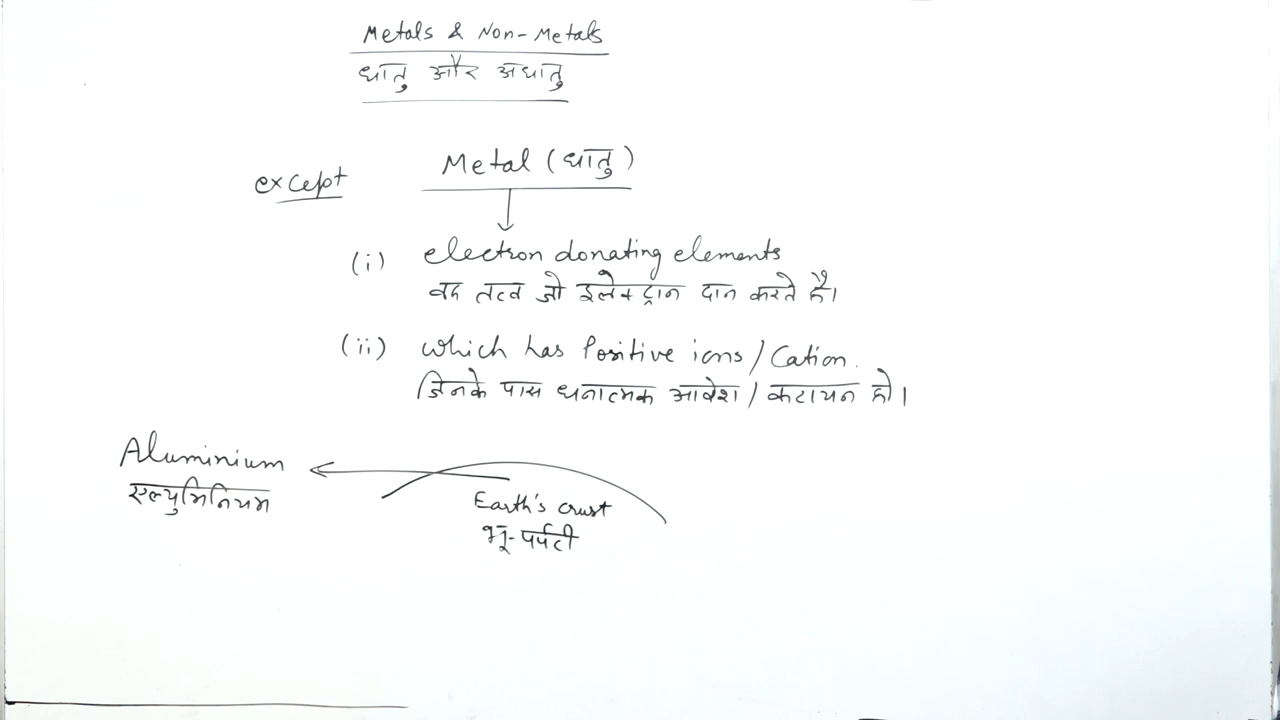 Metals & Non-Metals
धातु और अधातु
except
Metal (धातु)
(i) electron donating elements
वह तत्व जो इलेक्ट्रान दान करते है।
(ii) which has Positive ions / Cation.
जिनके पास धनात्मक आवेश / कटायन हो।
Aluminium
एल्युमिनियम
Earth's crust
भू-पर्पटी